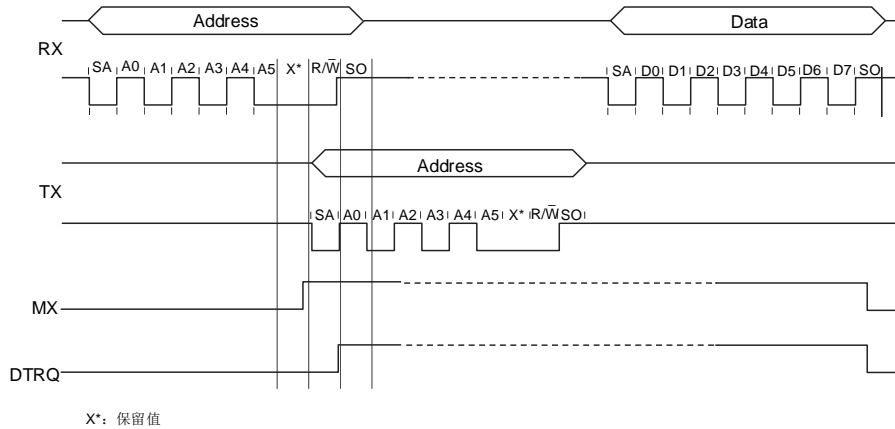 Address Data
RX
SA A0 A1 A2 A3 A4 A5 X* R/W̅ SO SA D0 D1 D2 D3 D4 D5 D6 D7 SO
Address
TX
SA A0 A1 A2 A3 A4 A5 X* R/W̅ SO
MX
DTRQ
X*: 保留值